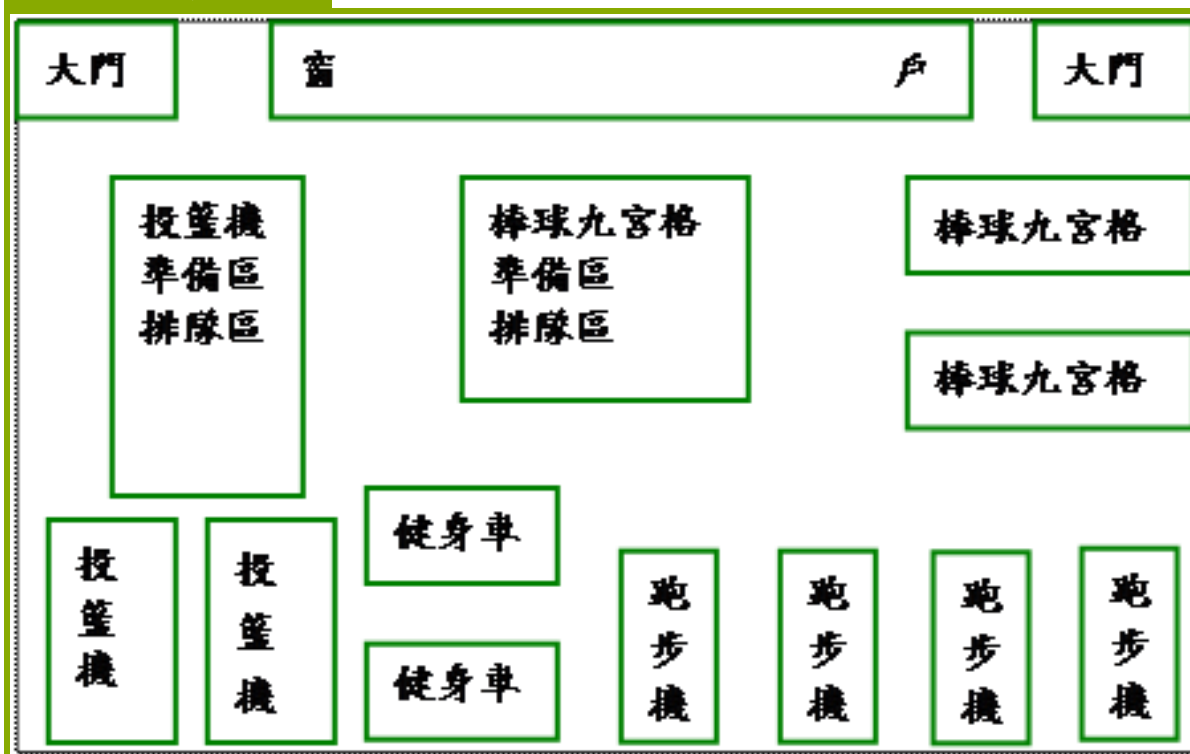 大門
窗 戶
大門
投籃機
準備區
排隊區
棒球九宮格
準備區
排隊區
棒球九宮格
棒球九宮格
投籃機
投籃機
健身車
健身車
跑步機
跑步機
跑步機
跑步機